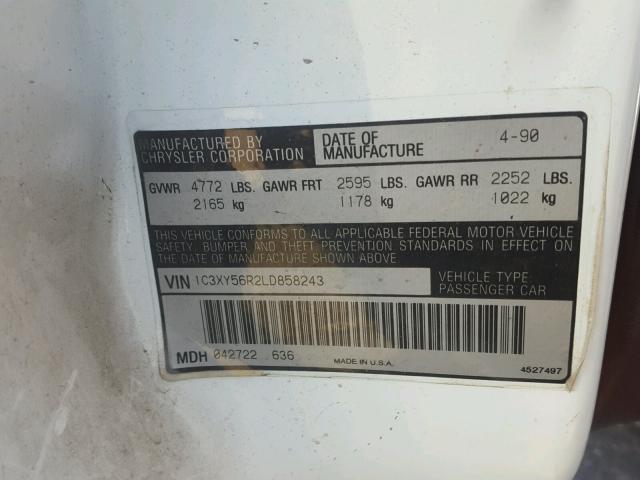 MANUFACTURED BY
CHRYSLER CORPORATION
DATE OF
MANUFACTURE
4-90
GVWR 4772 LBS. GAWR FRT 2595 LBS. GAWR RR 2252 LBS.
2165 kg 1178 kg 1022 kg
THIS VEHICLE CONFORMS TO ALL APPLICABLE FEDERAL MOTOR VEHICLE
SAFETY, BUMPER, AND THEFT PREVENTION STANDARDS IN EFFECT ON
THE DATE OF MANUFACTURE SHOWN ABOVE
VIN 1C3XY56R2LD858243
VEHICLE TYPE
PASSENGER CAR
MDH 042722 636
MADE IN U.S.A.
4527497